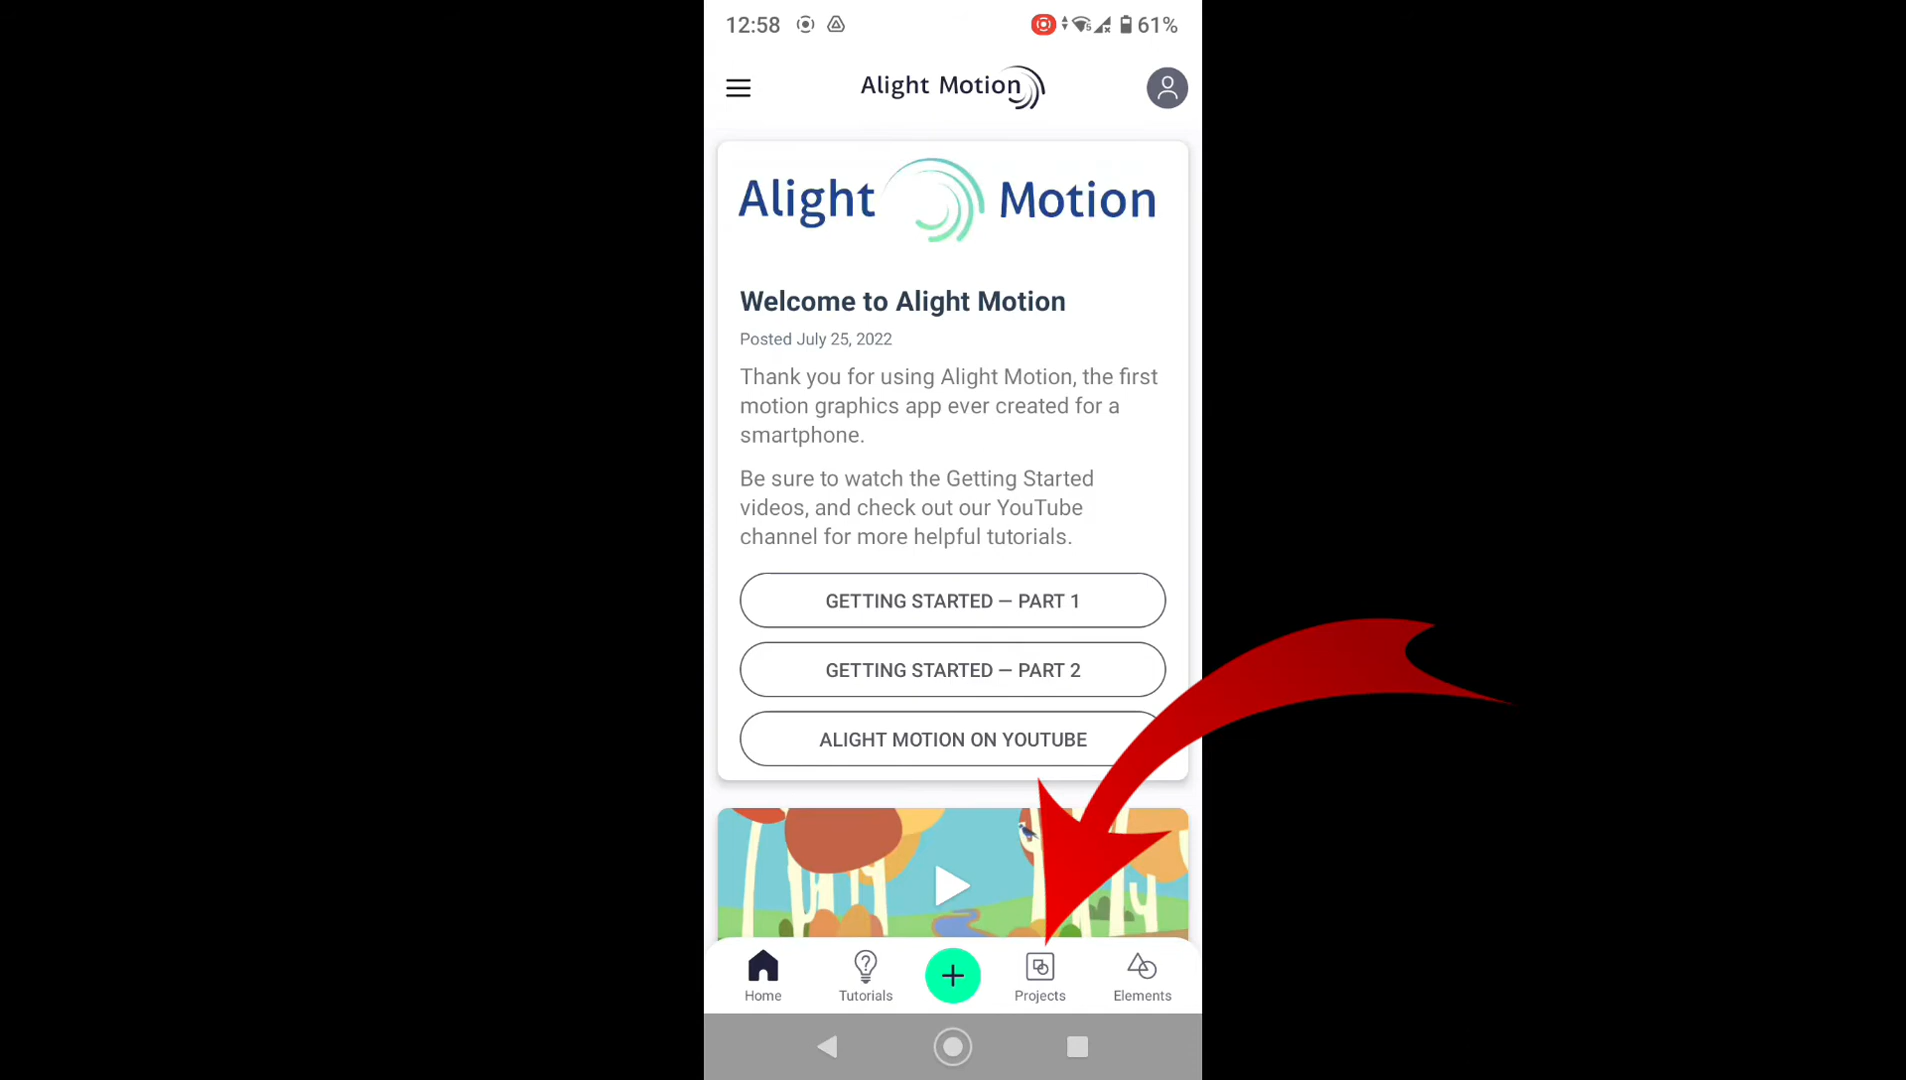 12:58
61%
Alight Motion
Alight Motion
Welcome to Alight Motion
Posted July 25, 2022
Thank you for using Alight Motion, the first
motion graphics app ever created for a
smartphone.
Be sure to watch the Getting Started
videos, and check out our YouTube
channel for more helpful tutorials.
GETTING STARTED — PART 1
GETTING STARTED — PART 2
ALIGHT MOTION ON YOUTUBE
Home
Tutorials
Projects
Elements